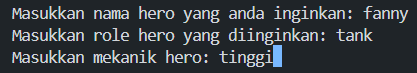 Masukkan nama hero yang anda inginkan: fanny
Masukkan role hero yang diinginkan: tank
Masukkan mekanik hero: tinggi